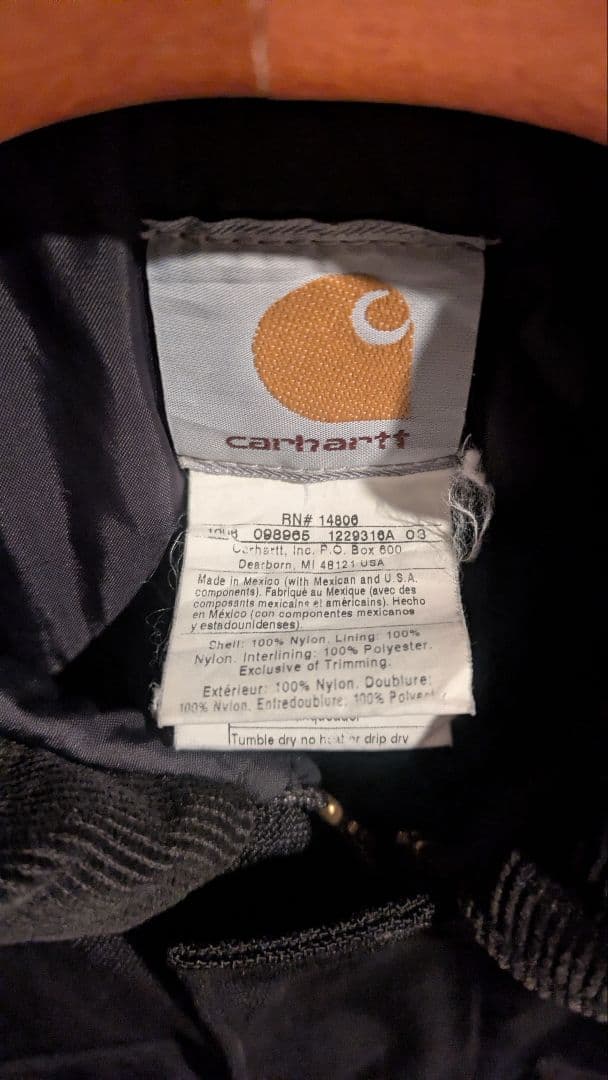 carhartt
RN# 14806
098965 1229316A 03
Carhartt, Inc. P.O. Box 600
Dearborn, MI 48121 USA
Made in Mexico (with Mexican and U.S.A.
components). Fabriqué au Mexique (avec des
composants mexicains et américains). Hecho
en México (con componentes mexicanos
y estadounidenses).
Shell: 100% Nylon. Lining: 100%
Nylon. Interlining: 100% Polyester.
Exclusive of Trimming.
Extérieur: 100% Nylon. Doublure:
100% Nylon. Entredoublure: 100%
Tumble dry no heat or drip dry